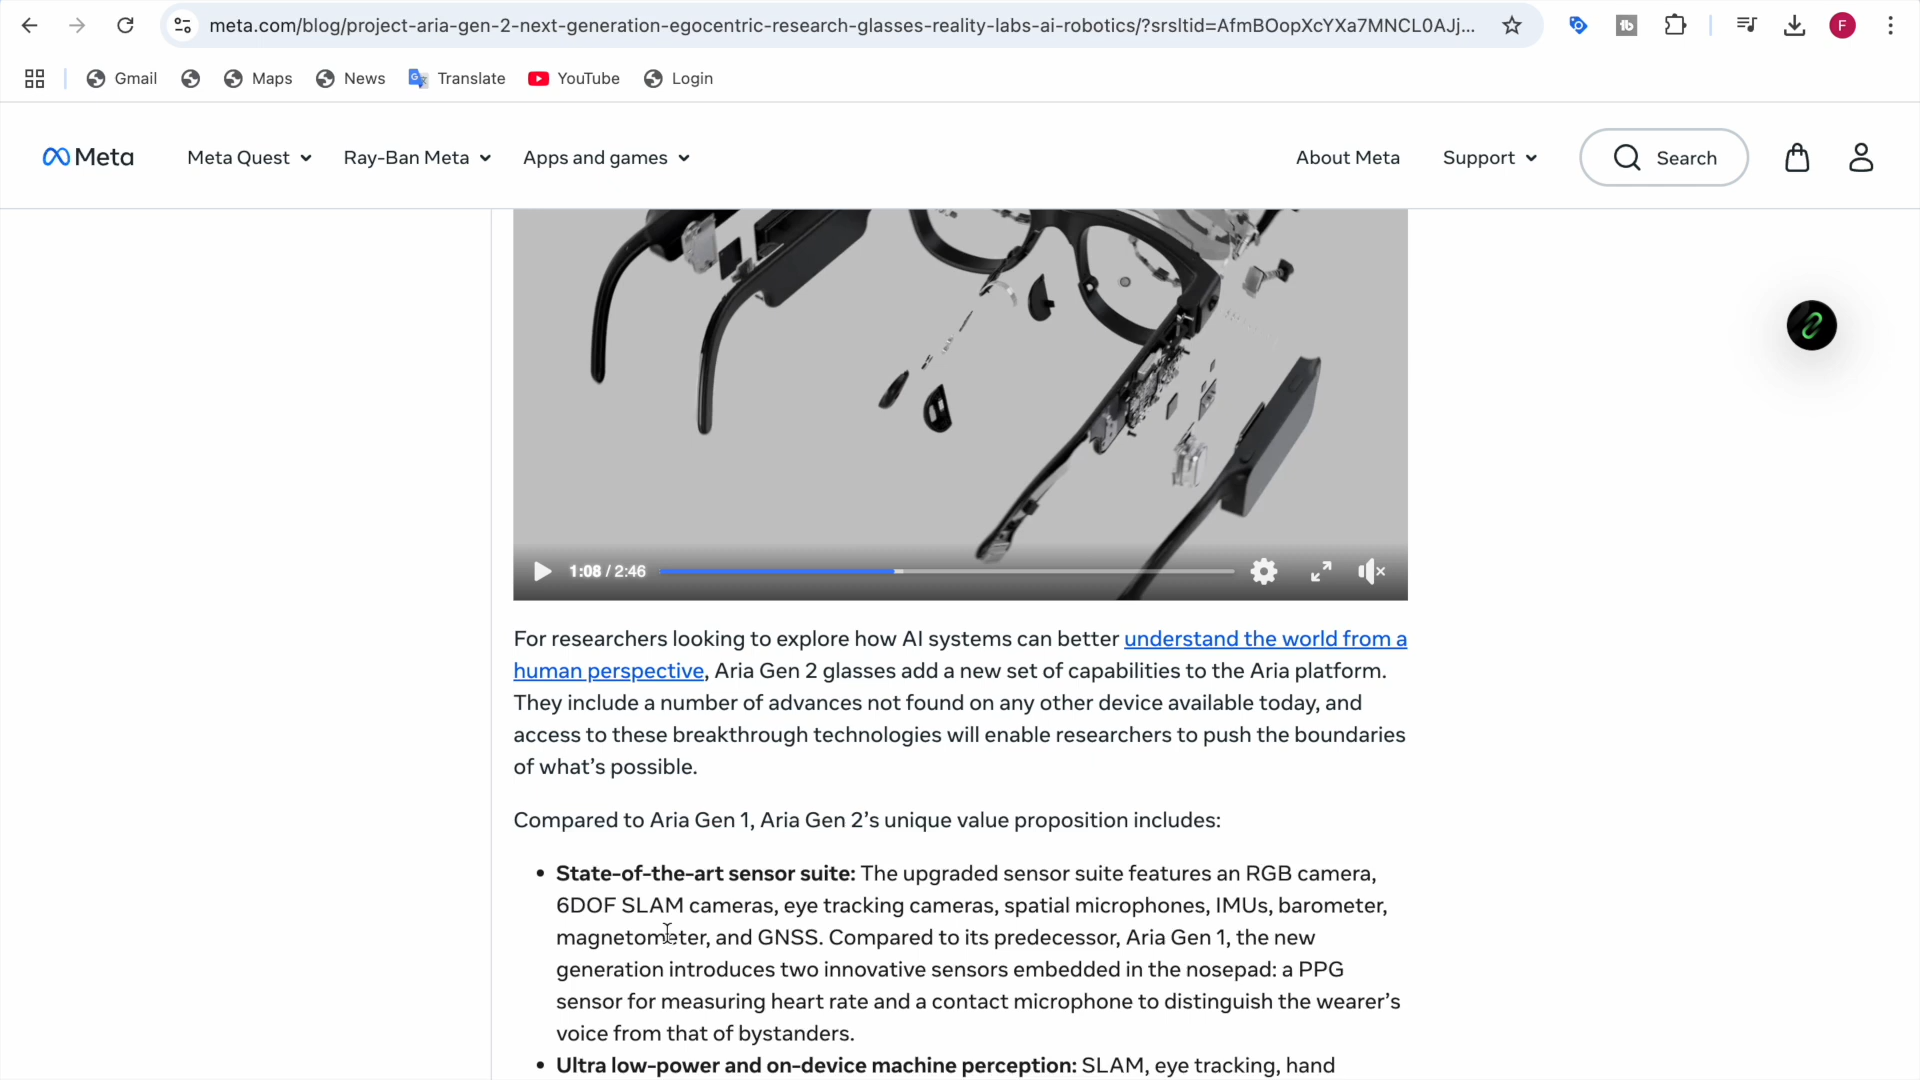 meta.com/blog/project-aria-gen-2-next-generation-egocentric-research-glasses-reality-labs-ai-robotics/?srsltid=AfmBOopXcYXa7MNCL0AJj...
F
Gmail
Maps
News
Translate
YouTube
Login
Meta
Meta Quest
Ray-Ban Meta
Apps and games
About Meta
Support
Search
1:08 / 2:46
For researchers looking to explore how AI systems can better understand the world from a
human perspective, Aria Gen 2 glasses add a new set of capabilities to the Aria platform.
They include a number of advances not found on any other device available today, and
access to these breakthrough technologies will enable researchers to push the boundaries
of what’s possible.
Compared to Aria Gen 1, Aria Gen 2’s unique value proposition includes:
• State-of-the-art sensor suite: The upgraded sensor suite features an RGB camera,
6DOF SLAM cameras, eye tracking cameras, spatial microphones, IMUs, barometer,
magnetometer, and GNSS. Compared to its predecessor, Aria Gen 1, the new
generation introduces two innovative sensors embedded in the nosepad: a PPG
sensor for measuring heart rate and a contact microphone to distinguish the wearer’s
voice from that of bystanders.
• Ultra low-power and on-device machine perception: SLAM, eye tracking, hand